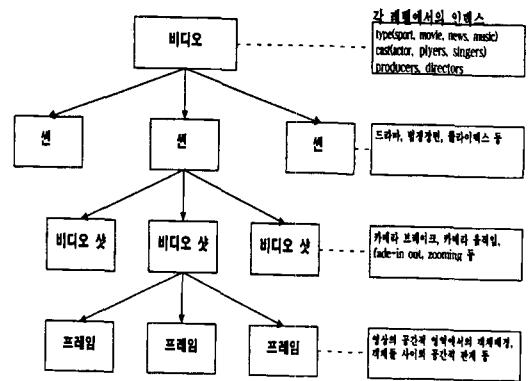 각 레벨에서의 인덱스
비디오
type(sport, movie, news, music)
cast(actor, plyers, singers)
producers, directors
씬
씬
씬
드라마, 법정장면, 클라이맥스 등
비디오 샷
비디오 샷
비디오 샷
카메라 브레이크, 카메라 움직임,
fade-in out, zooming 등
프레임
프레임
프레임
영상의 공간적 영역에서의 객체배경,
객체들 사이의 공간적 관계 등